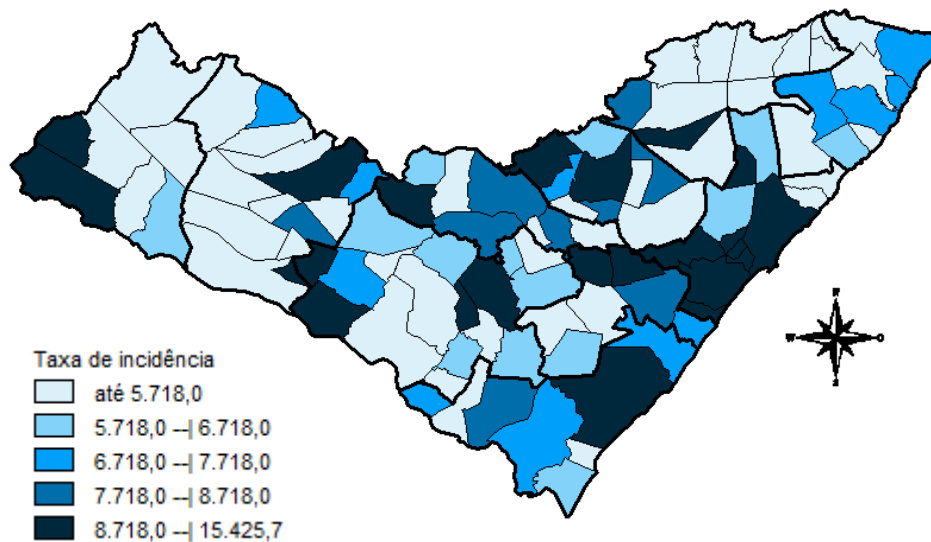 Taxa de incidência
até 5.718,0
5.718,0 --| 6.718,0
6.718,0 --| 7.718,0
7.718,0 --| 8.718,0
8.718,0 --| 15.425,7